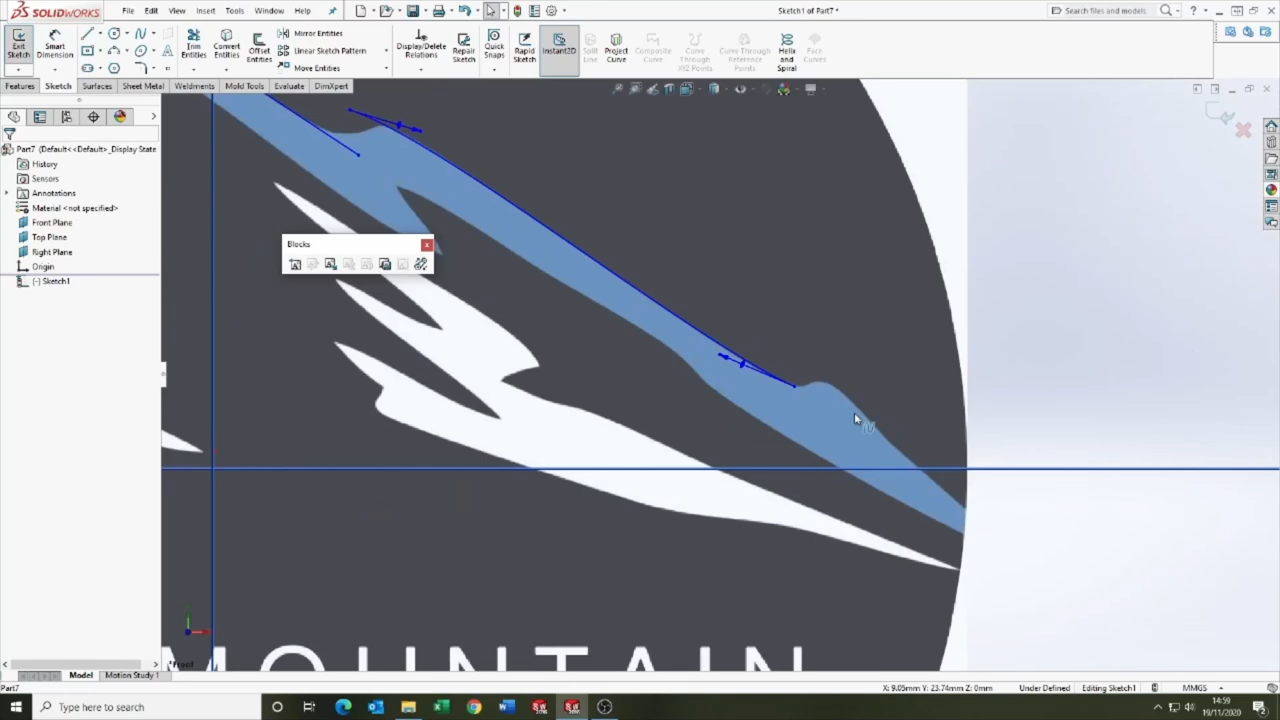 SOLIDWORKS
File Edit View Insert Tools Window Help
Sketch1 of Part7 *
Search files and models
Exit Sketch
Smart Dimension
Trim Entities
Convert Entities
Offset Entities
Mirror Entities
Linear Sketch Pattern
Move Entities
Display/Delete Relations
Repair Sketch
Quick Snaps
Rapid Sketch
Instant2D
Split Line
Project Curve
Composite Curve
Curve Through XYZ Points
Curve Through Reference Points
Helix and Spiral
Features Sketch Surfaces Sheet Metal Weldments Mold Tools Evaluate DimXpert
Part7 (Default<<Default>_Display State
History
Sensors
Annotations
Material <not specified>
Front Plane
Top Plane
Right Plane
Origin
(-) Sketch1
Blocks
MOUNTAIN
*Front
Model Motion Study 1
Part7
X: 9.05mm Y: 23.74mm Z: 0mm
Under Defined
Editing Sketch1
MMGS
Type here to search
14:59
19/11/2020